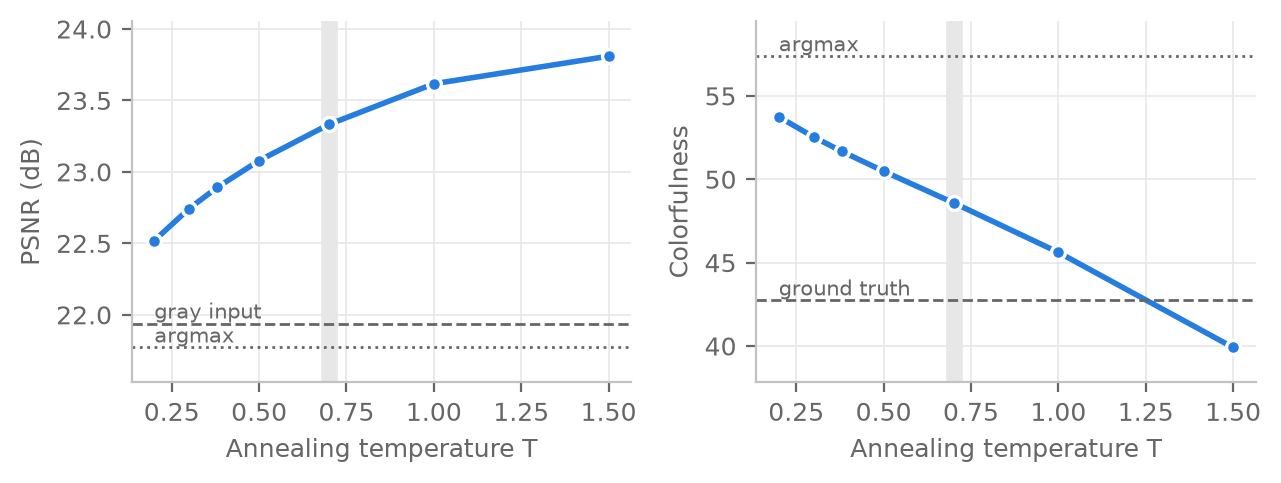 24.0
23.5
23.0
22.5
22.0
PSNR (dB)
gray input
argmax
0.25 0.50 0.75 1.00 1.25 1.50
Annealing temperature T
55
50
45
40
Colorfulness
argmax
ground truth
0.25 0.50 0.75 1.00 1.25 1.50
Annealing temperature T